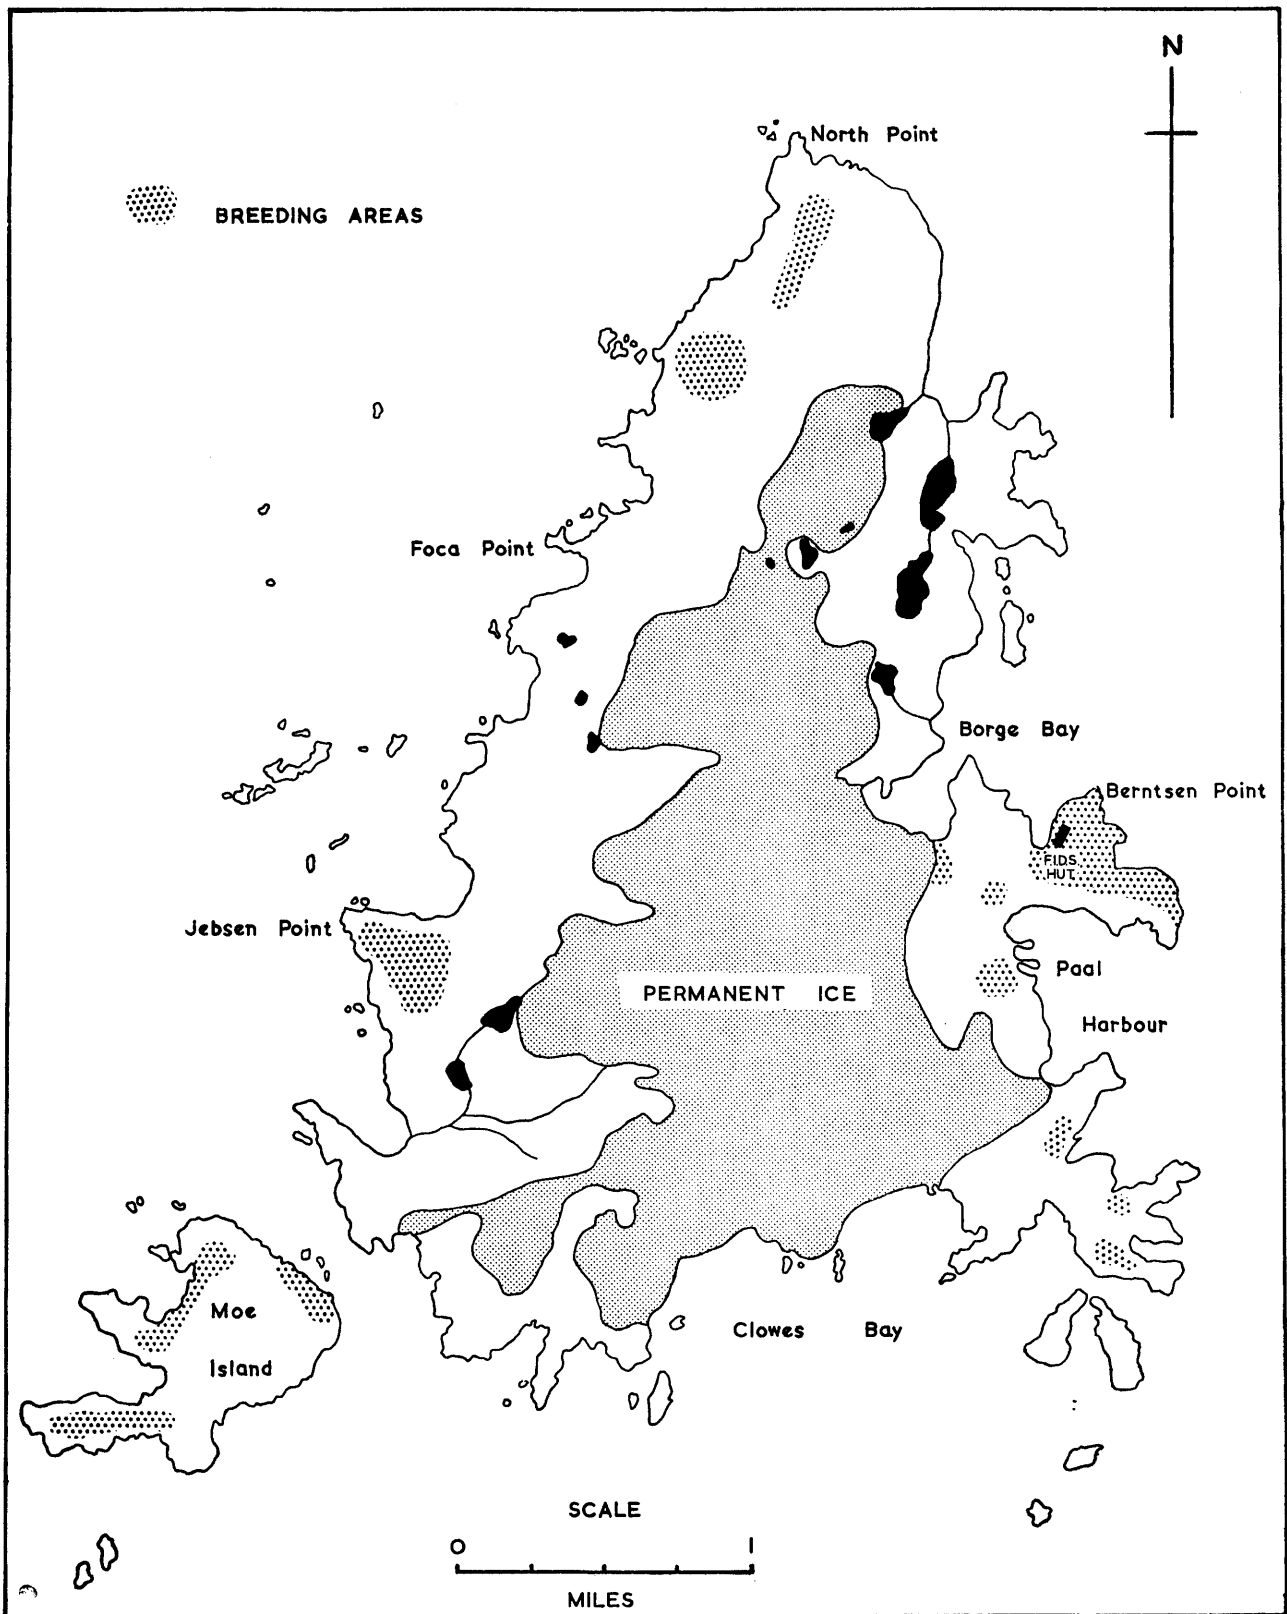 N
North Point
BREEDING AREAS
Foca Point
Borge Bay
Berntsen Point
F.I.D.S.
HUT
Jebsen Point
Paal
PERMANENT ICE
Harbour
Moe
Clowes Bay
Island
SCALE
0 1
MILES